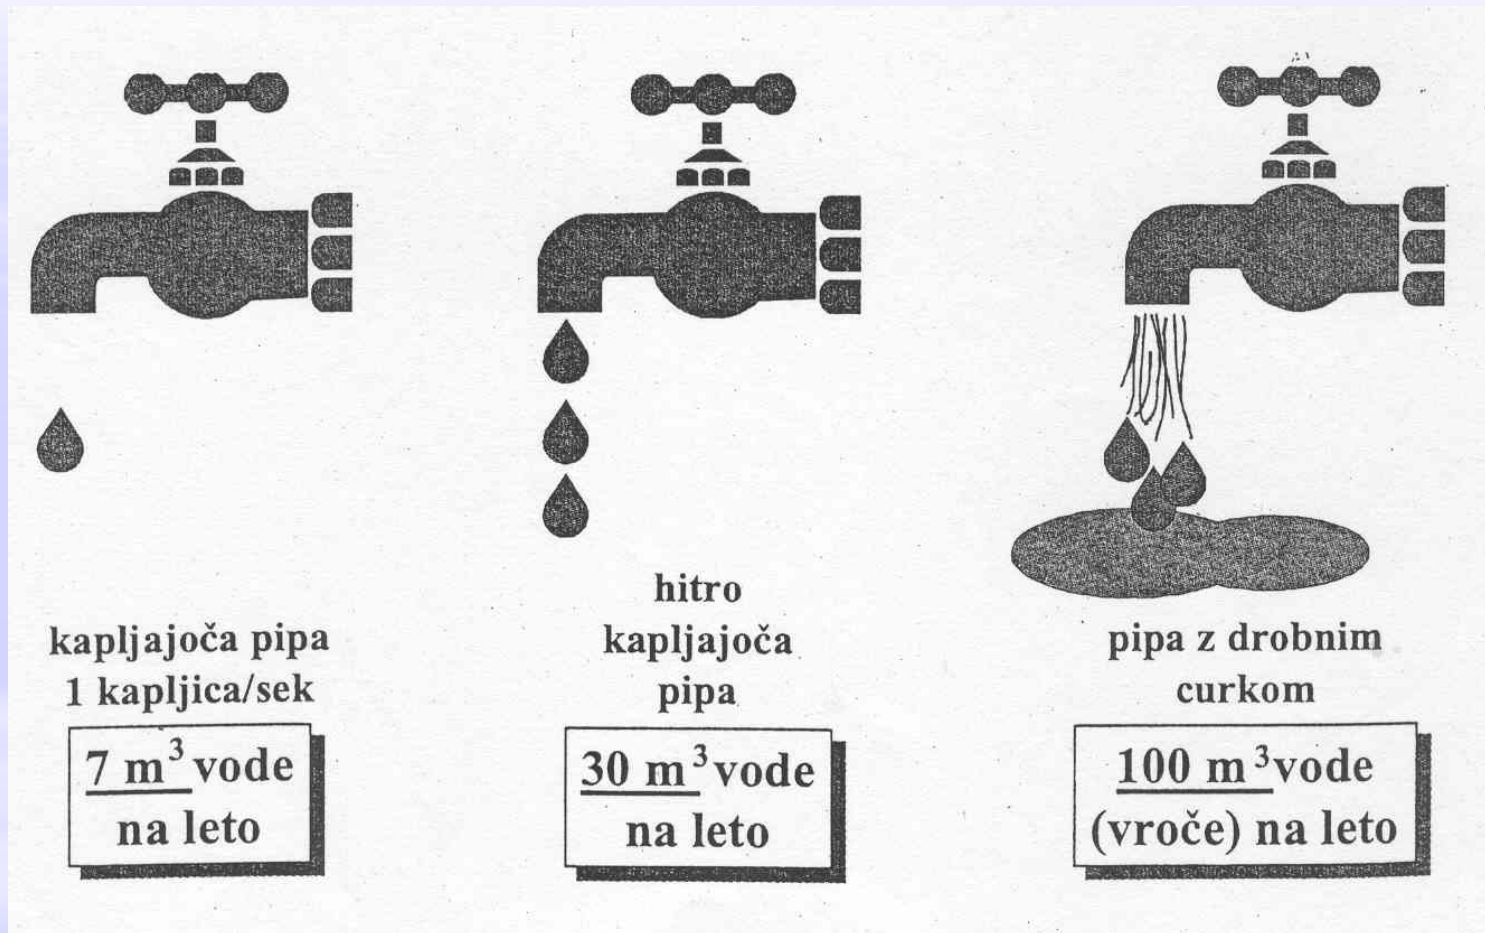 kapljajoča pipa
1 kapljica/sek
7 m³ vode
na leto
hitro
kapljajoča
pipa
30 m³ vode
na leto
pipa z drobnim
curkom
100 m³ vode
(vroče) na leto